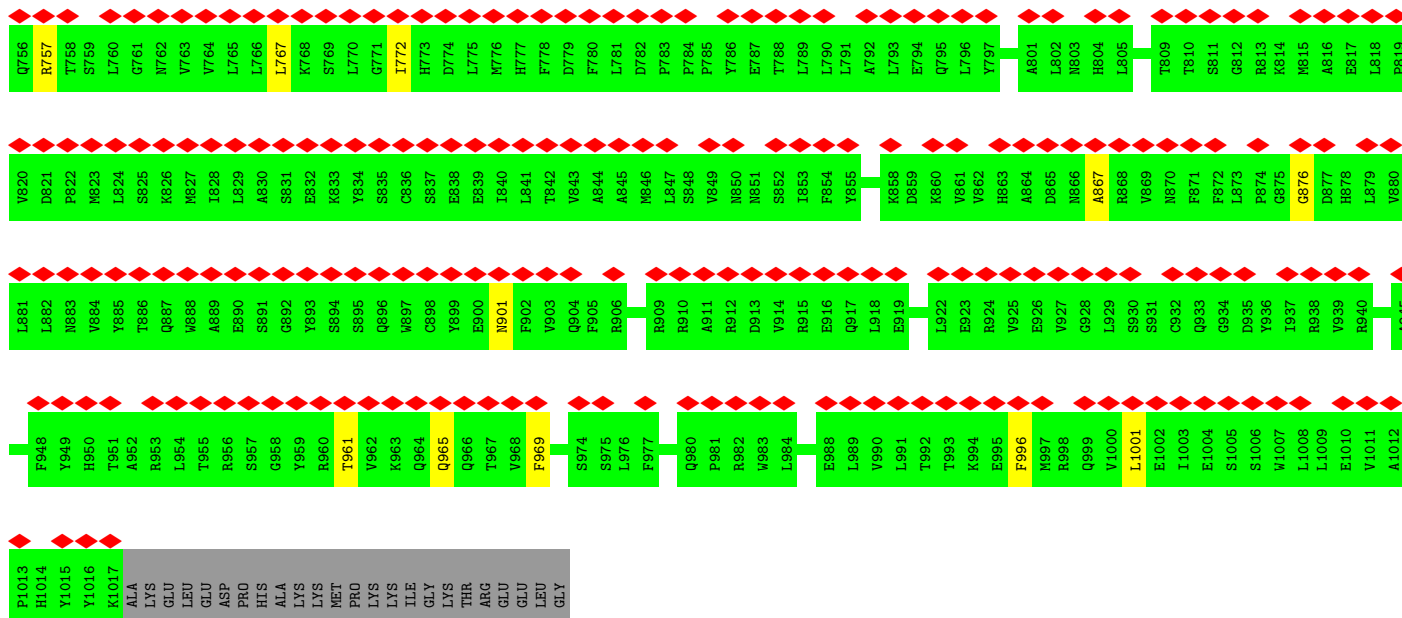 Q756 R757 T758 S759 L760 G761 N762 V763 V764 L765 L766 L767 K768 S769 L770 G771 I772 H773 D774 L775 M776 H777 F778 D779 F780 L781 D782 P783 P784 P785 Y786 E787 T788 L789 L790 L791 A792 L793 E794 Q795 L796 Y797 A801 L802 N803 H804 L805 T809 T810 S811 G812 R813 K814 M815 A816 E817 L818 P819
V820 D821 P822 M823 L824 S825 K826 M827 I828 L829 A830 S831 E832 K833 Y834 S835 C836 S837 E838 E839 I840 L841 T842 V843 A844 A845 M846 L847 S848 V849 N850 N851 S852 I853 F854 Y855 K858 D859 K860 V861 V862 H863 A864 D865 N866 A867 R868 V869 N870 F871 F872 L873 P874 G875 G876 D877 H878 L879 V880
L881 L882 N883 V884 Y885 T886 Q887 W888 A889 E890 S891 G892 Y893 S894 S895 Q896 W897 C898 Y899 E900 N901 F902 V903 Q904 F905 R906 R909 R910 A911 R912 D913 V914 R915 E916 Q917 L918 E919 L922 E923 R924 V925 E926 V927 G928 L929 S930 S931 C932 Q933 G934 D935 Y936 I937 R938 V939 R940
F948 Y949 H950 T951 A952 R953 L954 T955 R956 S957 G958 Y959 R960 T961 V962 K963 Q964 Q965 Q966 T967 V968 F969 S974 S975 L976 F977 Q980 P981 R982 W983 L984 E988 L989 V990 L991 T992 T993 K994 E995 F996 M997 R998 Q999 V1000 L1001 E1002 I1003 E1004 S1005 S1006 W1007 L1008 L1009 E1010 V1011 A1012
P1013 H1014 Y1015 Y1016 K1017 ALA LYS GLU LEU GLU ASP PRO HIS ALA LYS LYS MET PRO LYS LYS ILE GLY LYS THR ARG GLU GLU LEU GLY